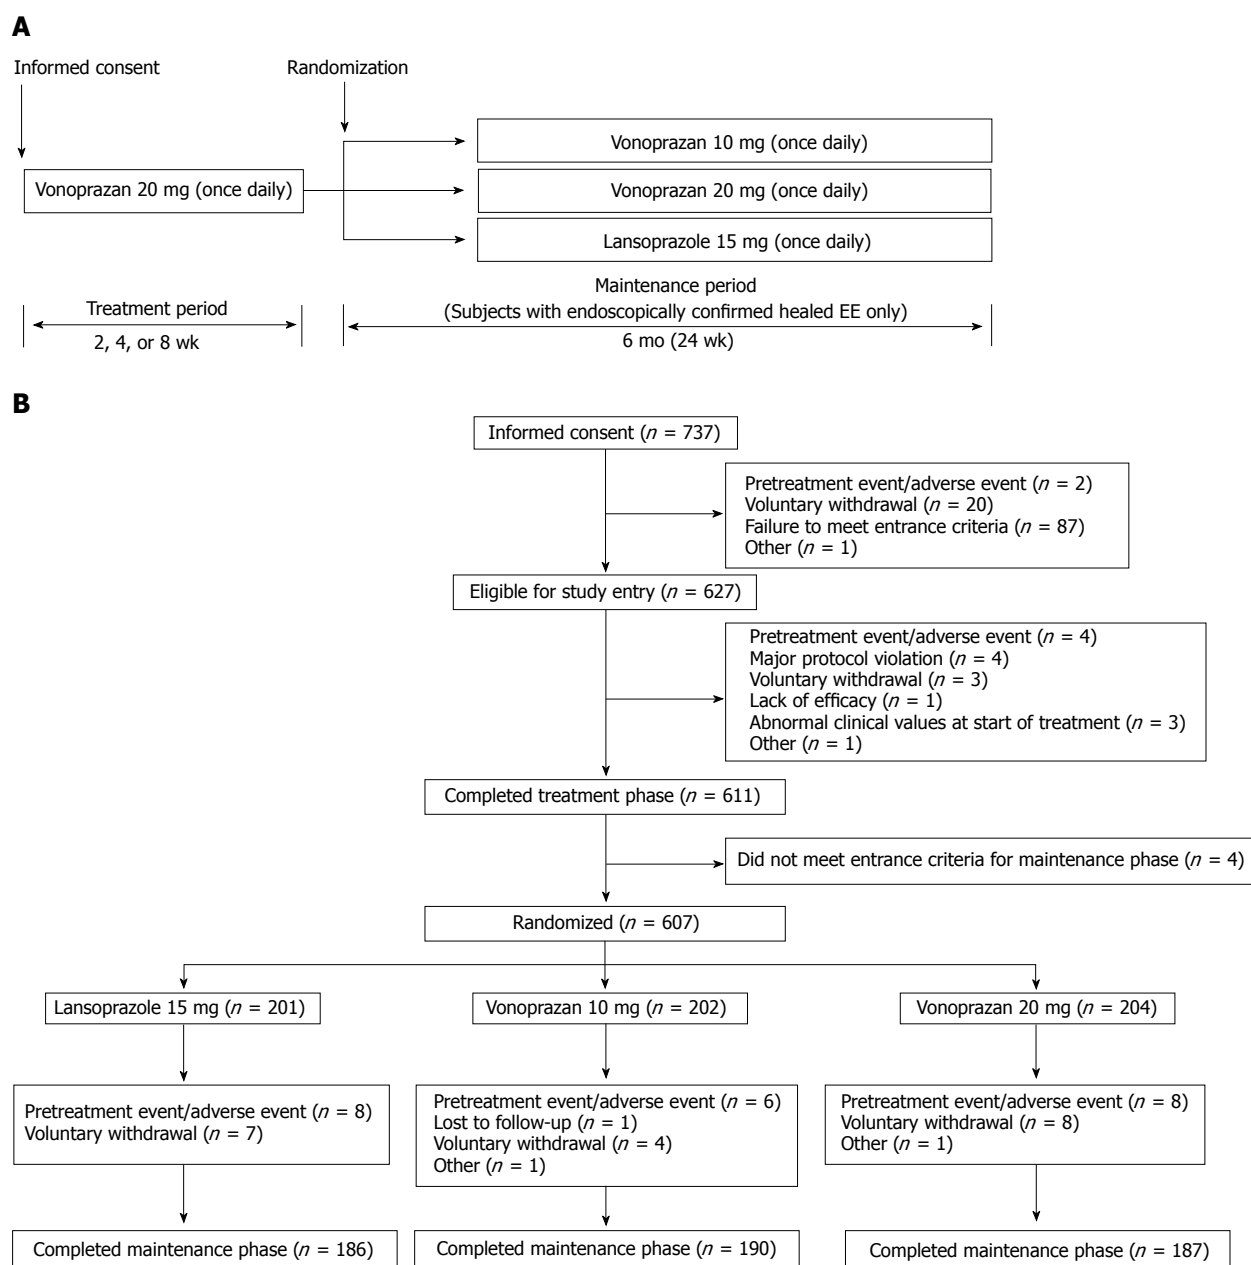 A
Informed consent
Randomization
Vonoprazan 10 mg (once daily)
Vonoprazan 20 mg (once daily)
Vonoprazan 20 mg (once daily)
Lansoprazole 15 mg (once daily)
Treatment period
2, 4, or 8 wk
Maintenance period
(Subjects with endoscopically confirmed healed EE only)
6 mo (24 wk)
B
Informed consent (n = 737)
Pretreatment event/adverse event (n = 2)
Voluntary withdrawal (n = 20)
Failure to meet entrance criteria (n = 87)
Other (n = 1)
Eligible for study entry (n = 627)
Pretreatment event/adverse event (n = 4)
Major protocol violation (n = 4)
Voluntary withdrawal (n = 3)
Lack of efficacy (n = 1)
Abnormal clinical values at start of treatment (n = 3)
Other (n = 1)
Completed treatment phase (n = 611)
Did not meet entrance criteria for maintenance phase (n = 4)
Randomized (n = 607)
Lansoprazole 15 mg (n = 201)
Vonoprazan 10 mg (n = 202)
Vonoprazan 20 mg (n = 204)
Pretreatment event/adverse event (n = 8)
Voluntary withdrawal (n = 7)
Pretreatment event/adverse event (n = 6)
Lost to follow-up (n = 1)
Voluntary withdrawal (n = 4)
Other (n = 1)
Pretreatment event/adverse event (n = 8)
Voluntary withdrawal (n = 8)
Other (n = 1)
Completed maintenance phase (n = 186)
Completed maintenance phase (n = 190)
Completed maintenance phase (n = 187)